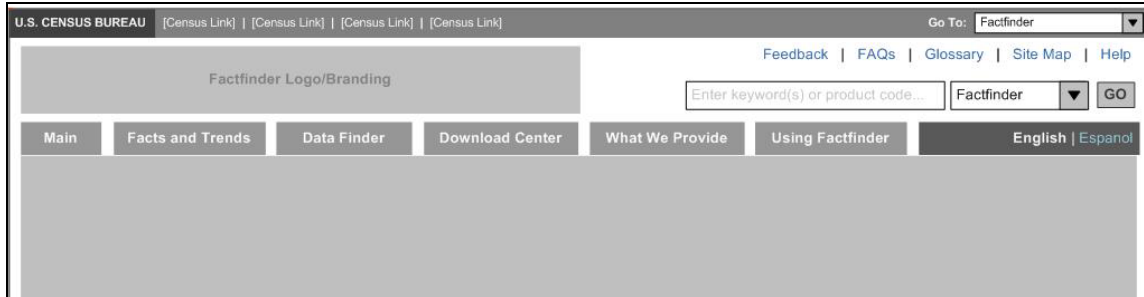 U.S. CENSUS BUREAU [Census Link] | [Census Link] | [Census Link] | [Census Link] Go To: Factfinder
Feedback | FAQs | Glossary | Site Map | Help
Factfinder Logo/Branding
Enter keyword(s) or product code... Factfinder GO
Main Facts and Trends Data Finder Download Center What We Provide Using Factfinder English | Espanol